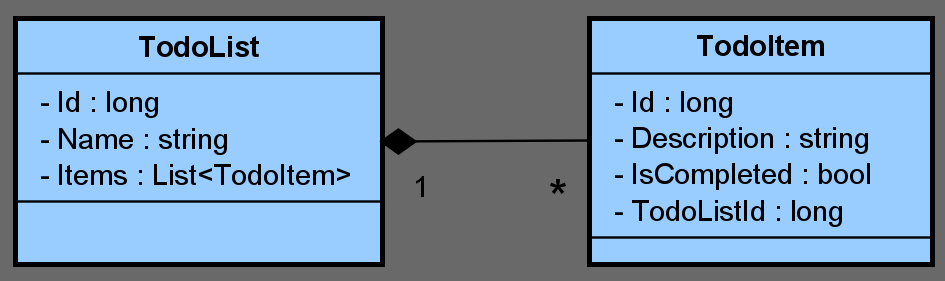 TodoList
- Id : long
- Name : string
- Items : List<TodoItem>
1
*
TodoItem
- Id : long
- Description : string
- IsCompleted : bool
- TodoListId : long